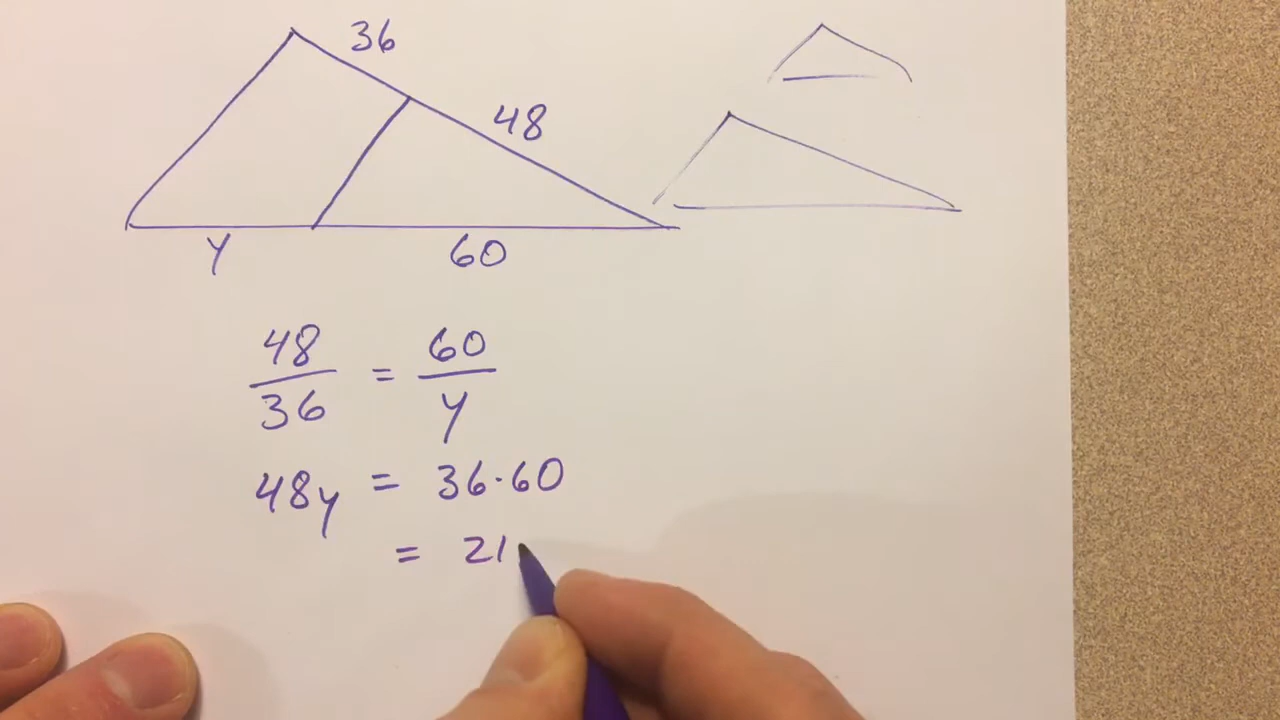 36
48
y
60
48/36 = 60/y
48y = 36·60
= 21